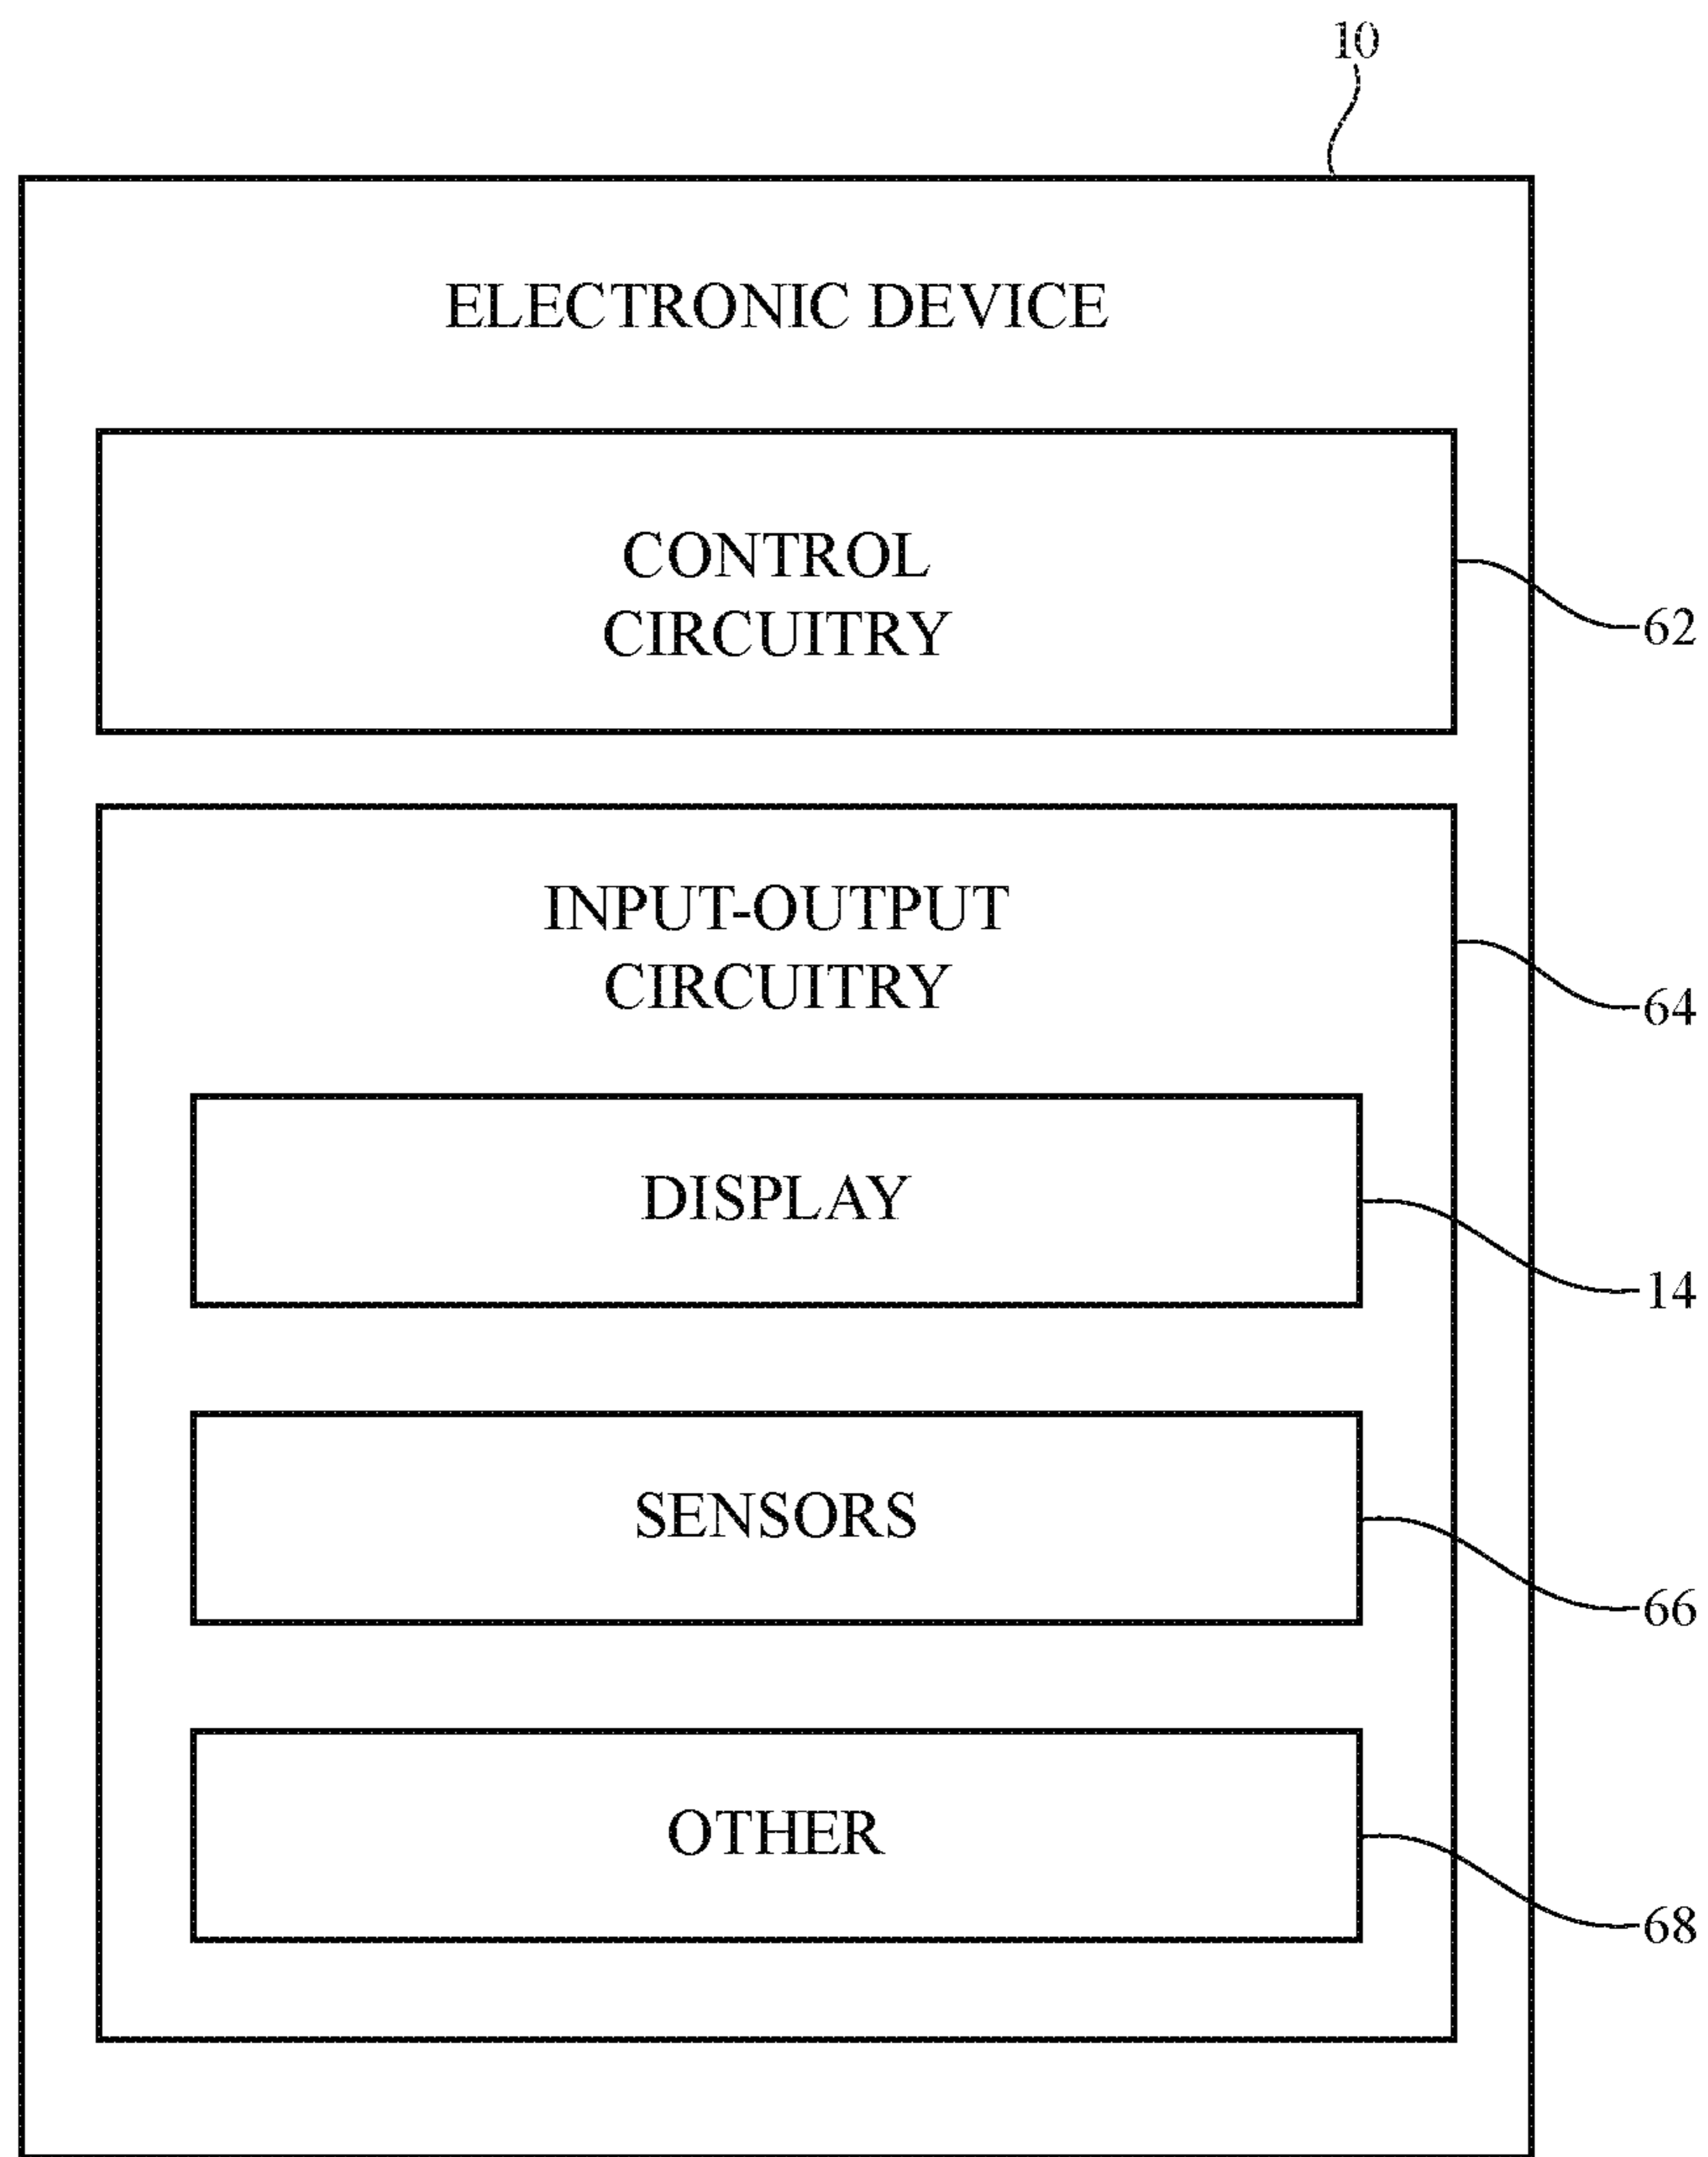 10
ELECTRONIC DEVICE
CONTROL
CIRCUITRY
62
INPUT-OUTPUT
CIRCUITRY
64
DISPLAY
14
SENSORS
66
OTHER
68